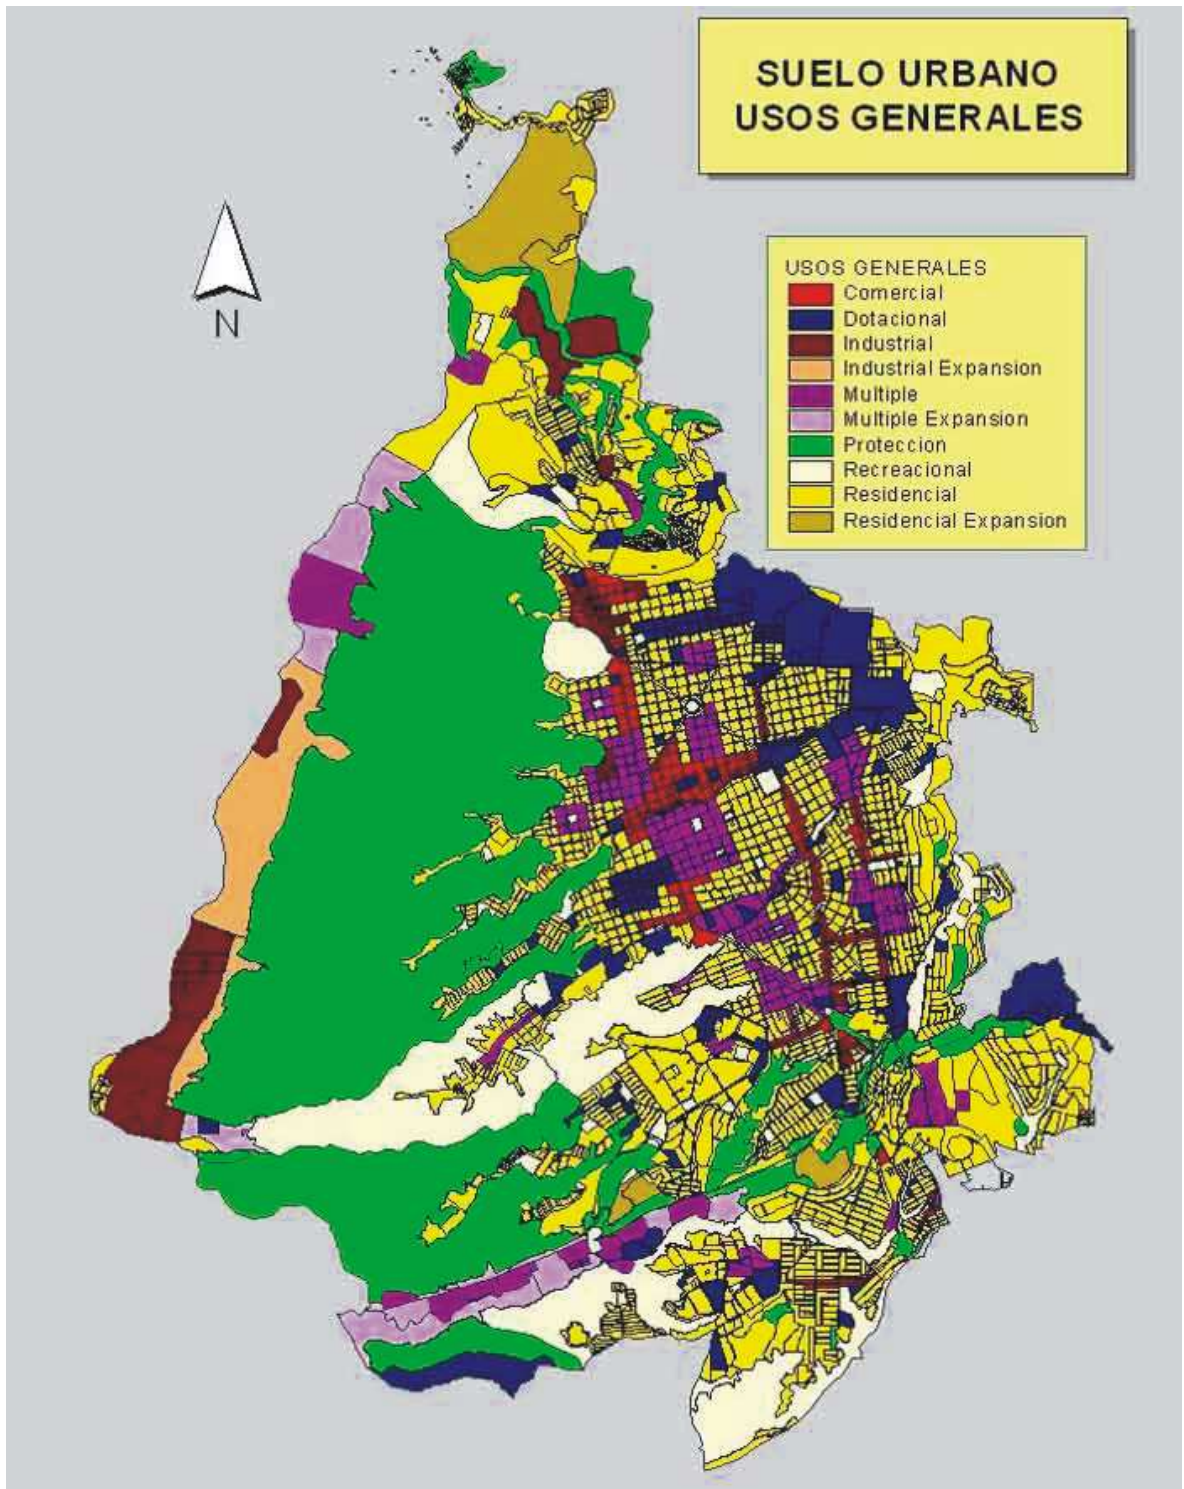 SUELO URBANO
USOS GENERALES
N
USOS GENERALES
Comercial
Dotacional
Industrial
Industrial Expansion
Multiple
Multiple Expansion
Proteccion
Recreacional
Residencial
Residencial Expansion